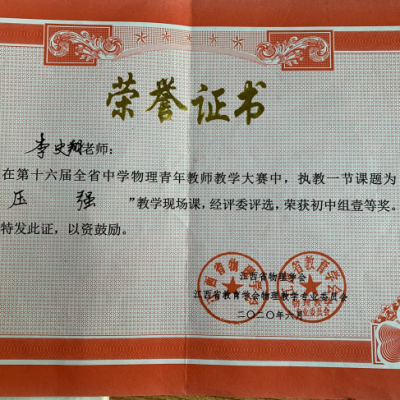 荣誉证书
李史翔老师：
在第十六届全省中学物理青年教师教学大赛中，执教一节课题为
压 强 ”教学现场课，经评委评选，荣获初中组壹等奖。
特发此证，以资鼓励。
江西省物理学会
江西省教育学会物理教学专业委员会
二〇二〇年六月